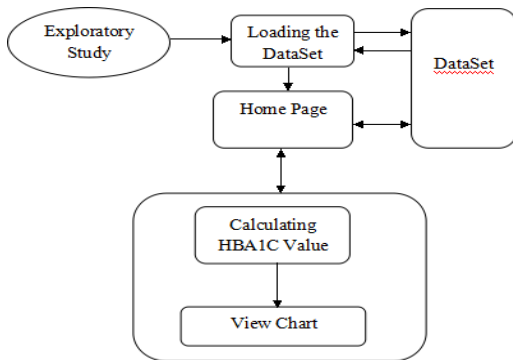 Exploratory
Study
Loading the
DataSet
DataSet
Home Page
Calculating
HBA1C Value
View Chart